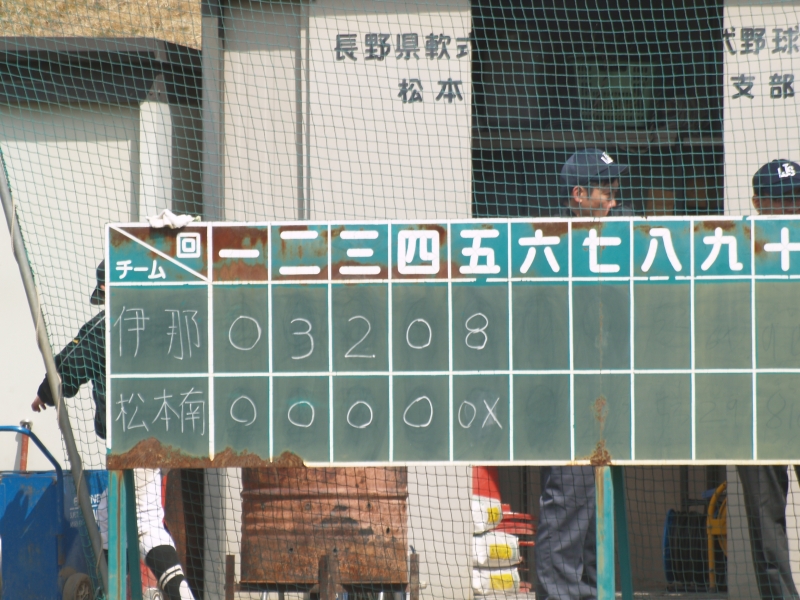 長野県軟式
松本
代野球
支部
回 一 二 三 四 五 六 七 八 九 十
チーム
伊那 0 3 2 0 8
松本南 0 0 0 0 0X